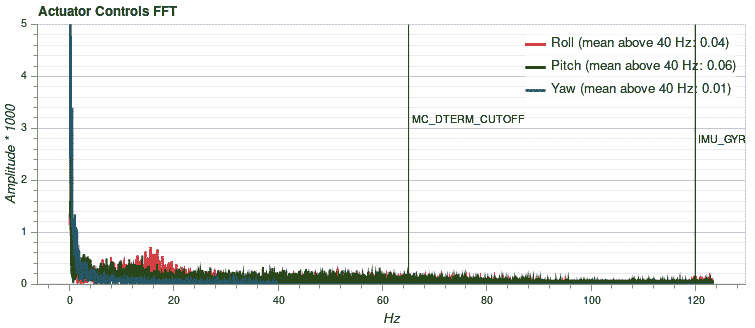 Actuator Controls FFT
5
4
3
2
1
0
Amplitude * 1000
Roll (mean above 40 Hz: 0.04)
Pitch (mean above 40 Hz: 0.06)
Yaw (mean above 40 Hz: 0.01)
MC_DTERM_CUTOFF
IMU_GYR
0 20 40 60 80 100 120
Hz